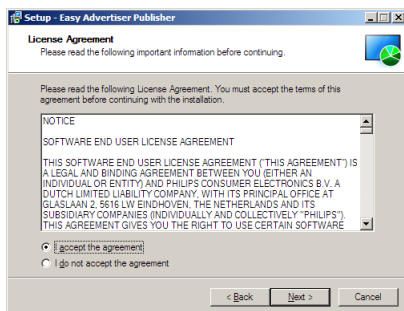 Setup - Easy Advertiser Publisher
License Agreement
Please read the following important information before continuing.
Please read the following License Agreement. You must accept the terms of this
agreement before continuing with the installation.
NOTICE
SOFTWARE END USER LICENSE AGREEMENT
THIS SOFTWARE END USER LICENSE AGREEMENT ("THIS AGREEMENT") IS
A LEGAL AND BINDING AGREEMENT BETWEEN YOU (EITHER AN
INDIVIDUAL OR ENTITY) AND PHILIPS CONSUMER ELECTRONICS B.V. A
DUTCH LIMITED LIABILITY COMPANY, WITH ITS PRINCIPAL OFFICE AT
GLASLAAN 2, 5616 LW EINDHOVEN, THE NETHERLANDS AND ITS
SUBSIDIARY COMPANIES (INDIVIDUALLY AND COLLECTIVELY "PHILIPS").
THIS AGREEMENT GIVES YOU THE RIGHT TO USE CERTAIN SOFTWARE
I accept the agreement
I do not accept the agreement
< Back Next > Cancel